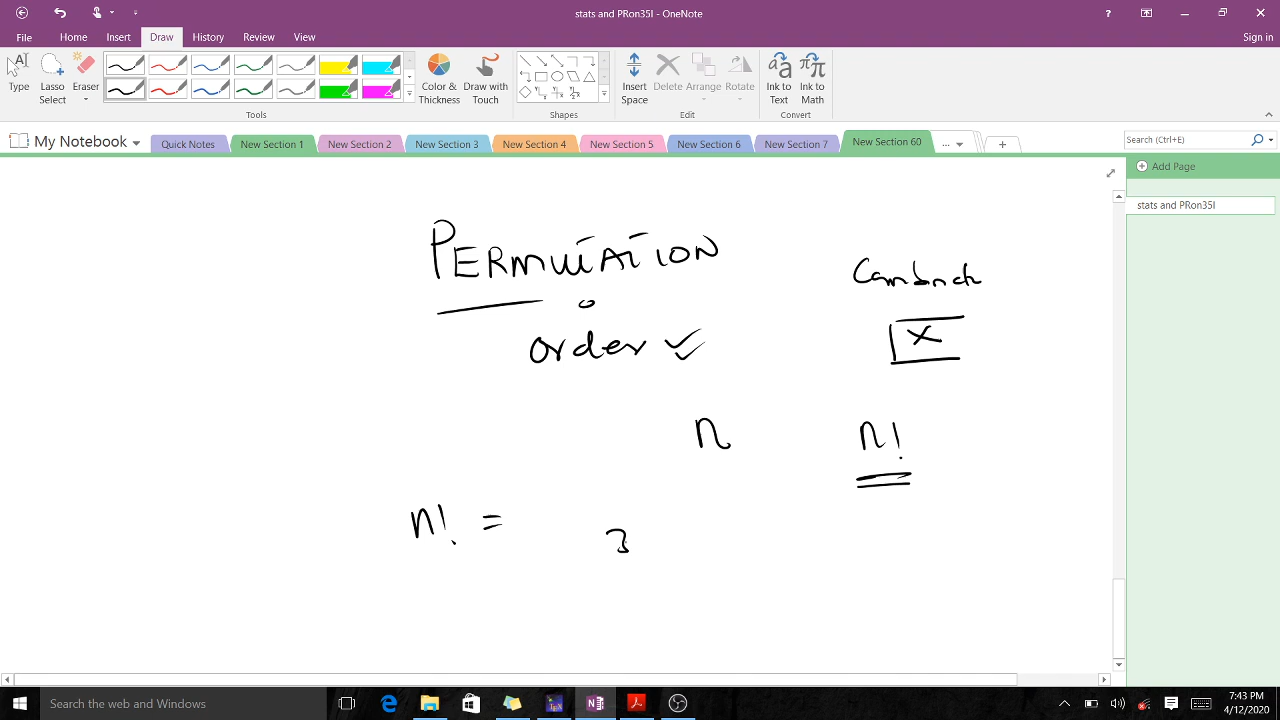 stats and PRon35l - OneNote
File Home Insert Draw History Review View Sign in
Type Lasso Select Eraser Color & Thickness Draw with Touch Insert Space Delete Arrange Rotate Ink to Text Ink to Math
Tools Shapes Edit Convert
My Notebook Quick Notes New Section 1 New Section 2 New Section 3 New Section 4 New Section 5 New Section 6 New Section 7 New Section 60 ... + Search (Ctrl+E)
Add Page
stats and PRon35l
PERMUTATION
order
X
n n!
n! = 3
Search the web and Windows
7:43 PM
4/12/2020